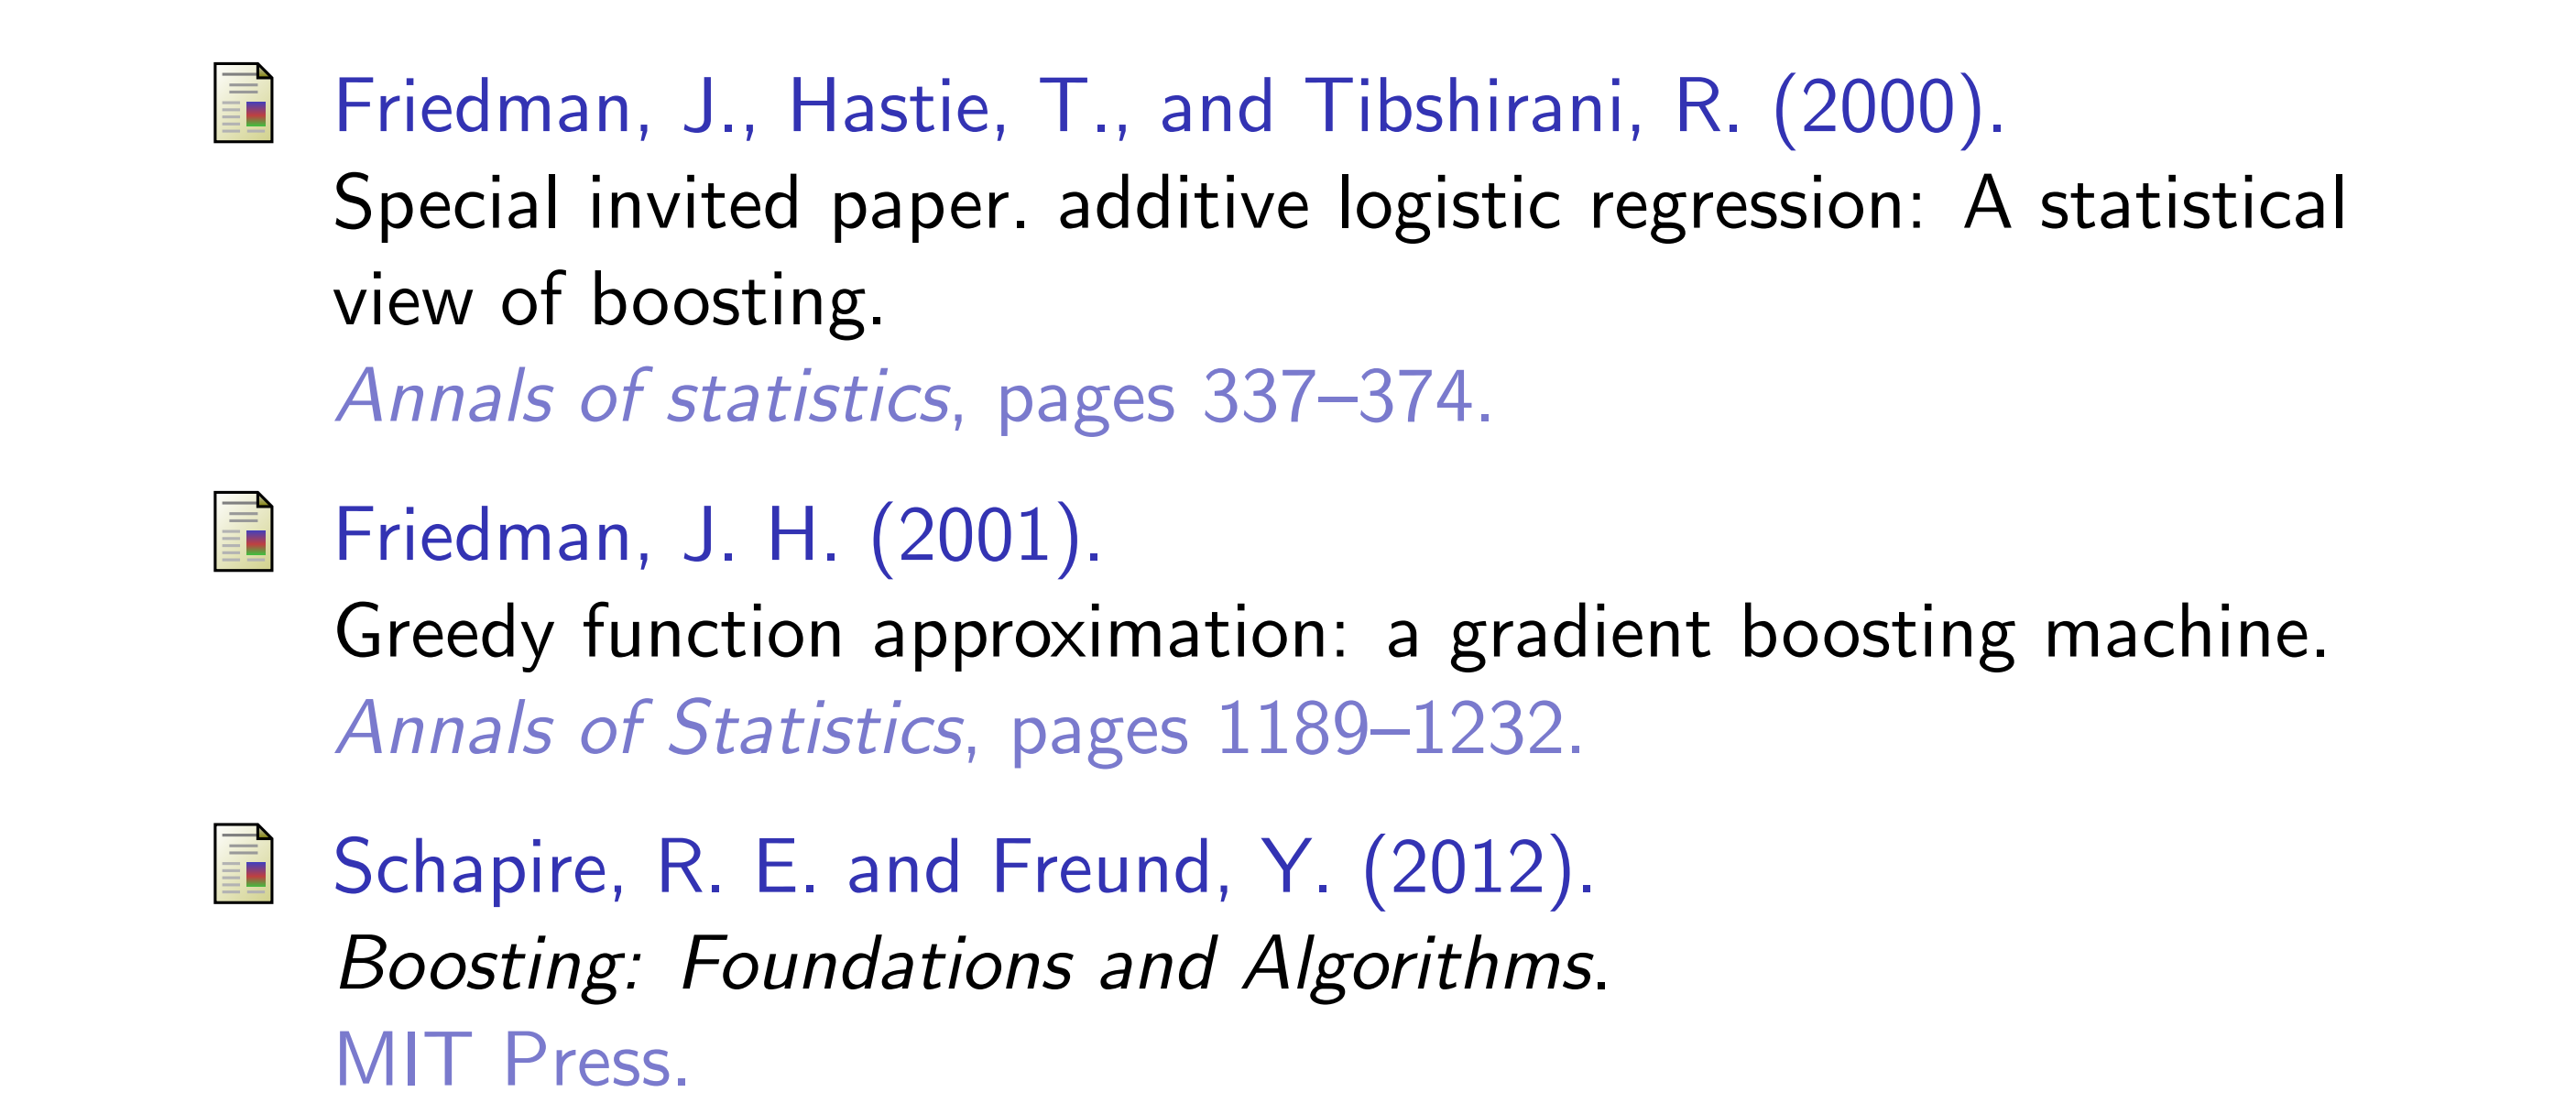 Friedman, J., Hastie, T., and Tibshirani, R. (2000).
Special invited paper. additive logistic regression: A statistical
view of boosting.
Annals of statistics, pages 337–374.
Friedman, J. H. (2001).
Greedy function approximation: a gradient boosting machine.
Annals of Statistics, pages 1189–1232.
Schapire, R. E. and Freund, Y. (2012).
Boosting: Foundations and Algorithms.
MIT Press.